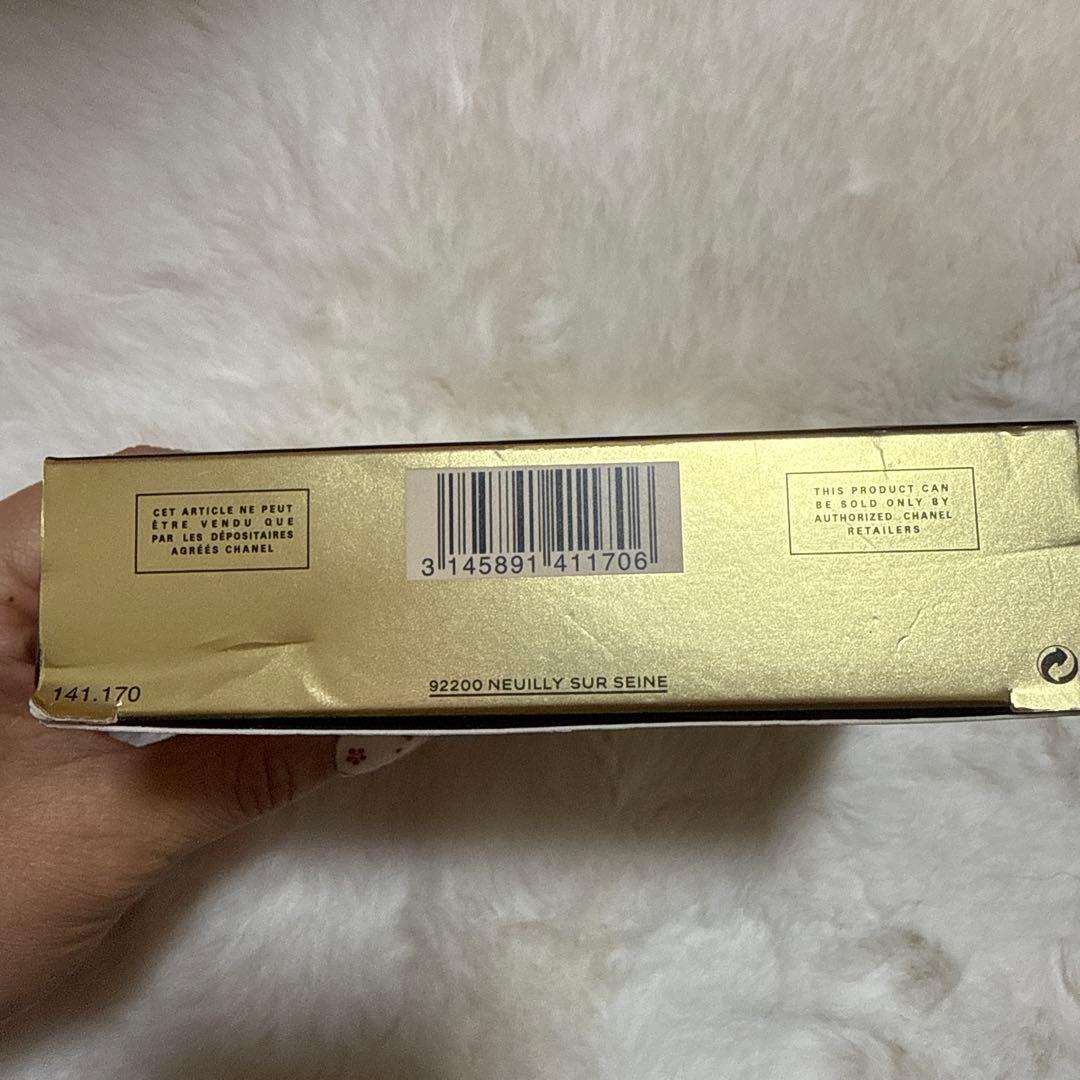 CET ARTICLE NE PEUT
ÊTRE VENDU QUE
PAR LES DÉPOSITAIRES
AGRÉÉS CHANEL
3 145891 411706
THIS PRODUCT CAN
BE SOLD ONLY BY
AUTHORIZED CHANEL
RETAILERS
141.170
92200 NEUILLY SUR SEINE